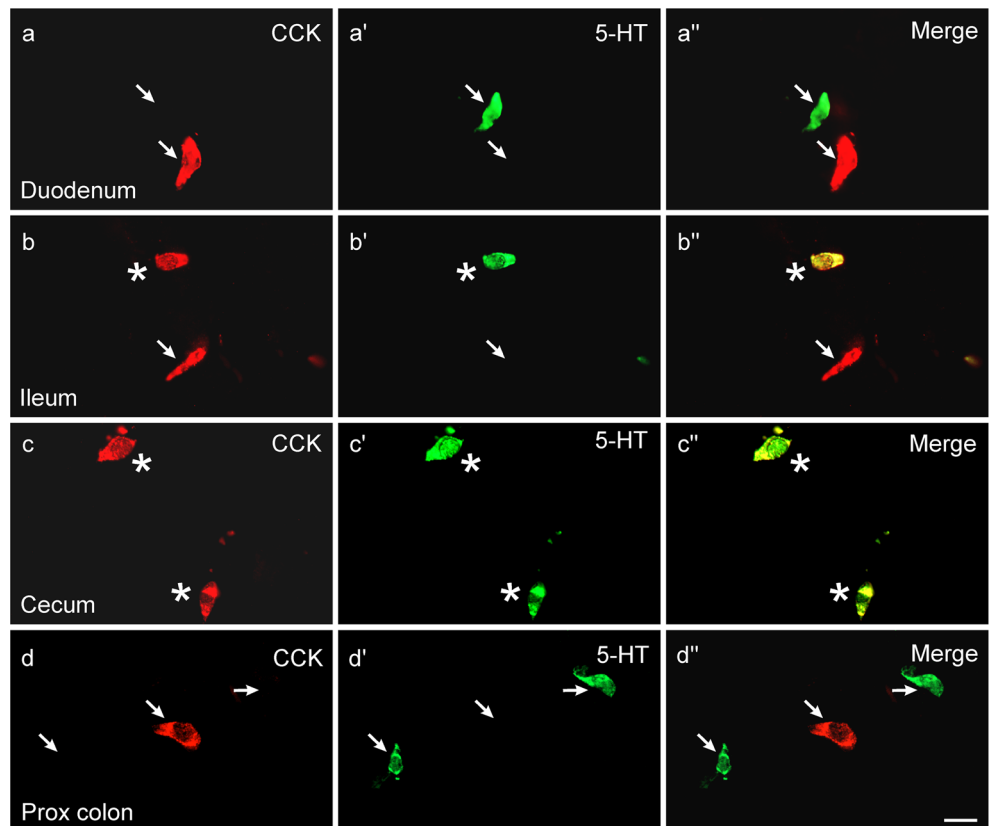 a CCK
a' 5-HT
a" Merge
Duodenum
b
b'
b"
Ileum
c CCK
c' 5-HT
c" Merge
Cecum
d CCK
d' 5-HT
d" Merge
Prox colon